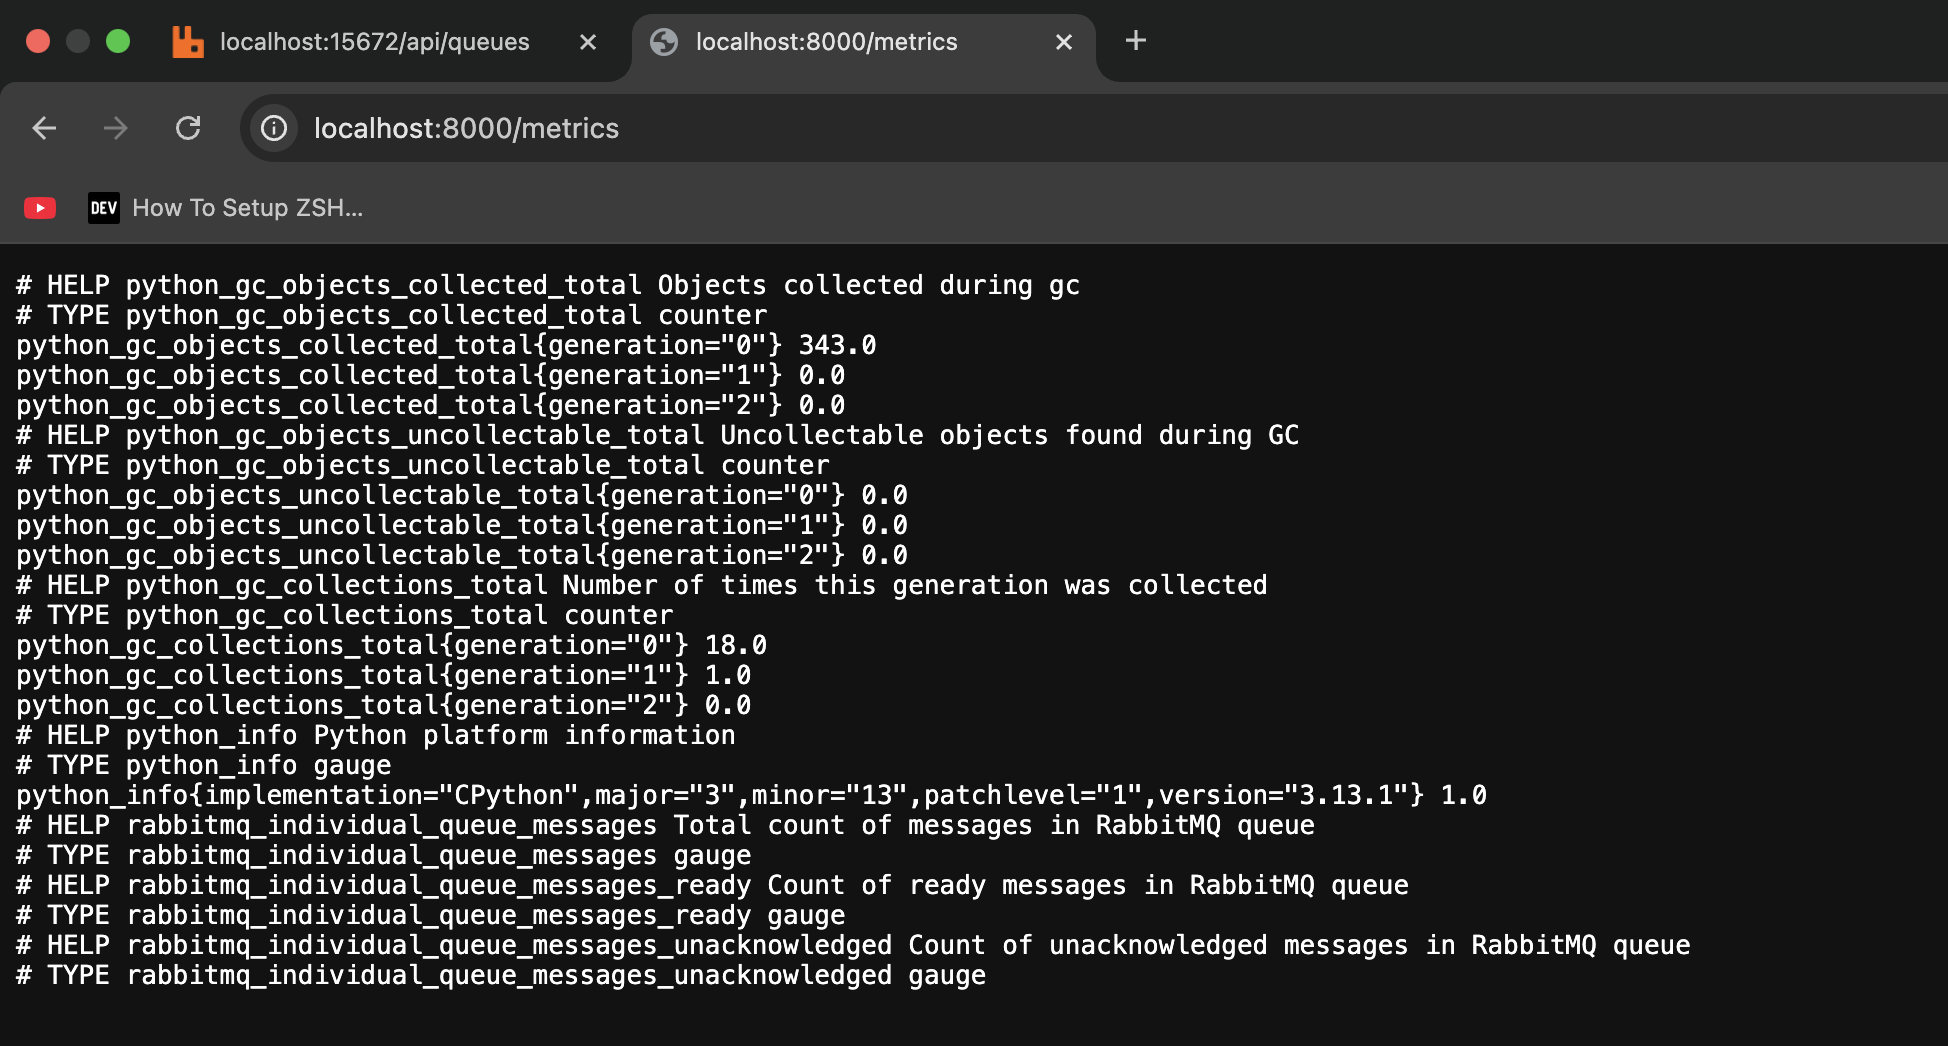 localhost:15672/api/queues
localhost:8000/metrics
localhost:8000/metrics
DEV How To Setup ZSH...
# HELP python_gc_objects_collected_total Objects collected during gc
# TYPE python_gc_objects_collected_total counter
python_gc_objects_collected_total{generation="0"} 343.0
python_gc_objects_collected_total{generation="1"} 0.0
python_gc_objects_collected_total{generation="2"} 0.0
# HELP python_gc_objects_uncollectable_total Uncollectable objects found during GC
# TYPE python_gc_objects_uncollectable_total counter
python_gc_objects_uncollectable_total{generation="0"} 0.0
python_gc_objects_uncollectable_total{generation="1"} 0.0
python_gc_objects_uncollectable_total{generation="2"} 0.0
# HELP python_gc_collections_total Number of times this generation was collected
# TYPE python_gc_collections_total counter
python_gc_collections_total{generation="0"} 18.0
python_gc_collections_total{generation="1"} 1.0
python_gc_collections_total{generation="2"} 0.0
# HELP python_info Python platform information
# TYPE python_info gauge
python_info{implementation="CPython",major="3",minor="13",patchlevel="1",version="3.13.1"} 1.0
# HELP rabbitmq_individual_queue_messages Total count of messages in RabbitMQ queue
# TYPE rabbitmq_individual_queue_messages gauge
# HELP rabbitmq_individual_queue_messages_ready Count of ready messages in RabbitMQ queue
# TYPE rabbitmq_individual_queue_messages_ready gauge
# HELP rabbitmq_individual_queue_messages_unacknowledged Count of unacknowledged messages in RabbitMQ queue
# TYPE rabbitmq_individual_queue_messages_unacknowledged gauge